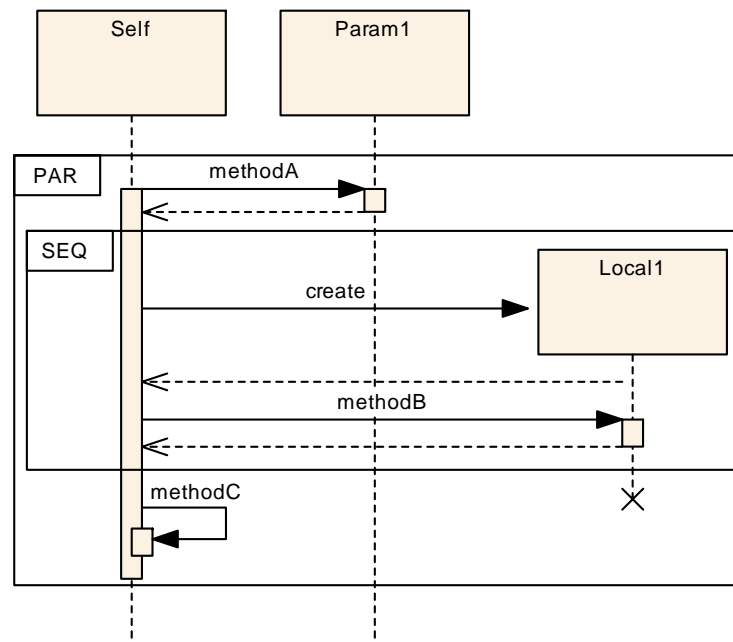 Self
Param1
PAR
methodA
SEQ
Local1
create
methodB
methodC